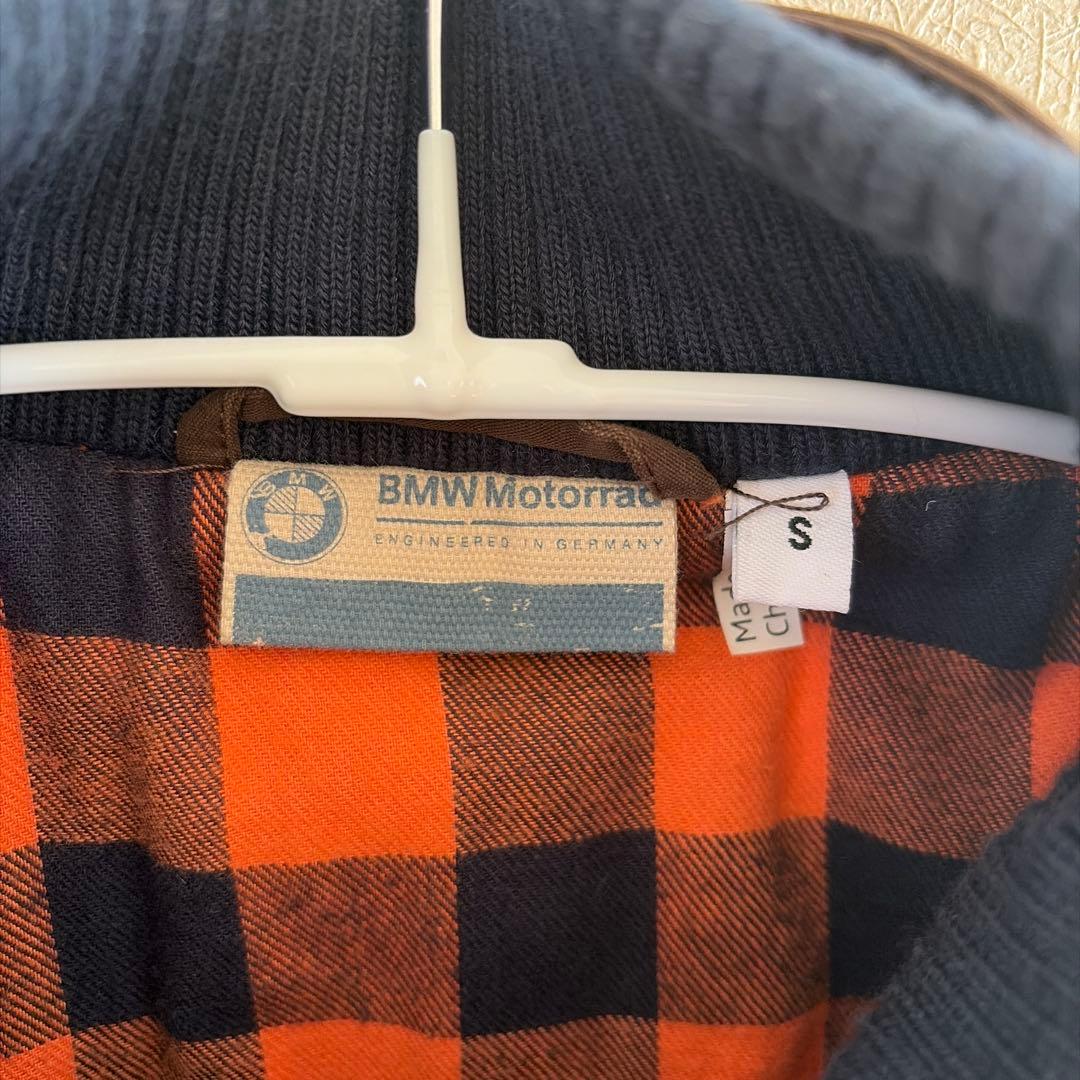 BMW
BMW Motorrad
ENGINEERED IN GERMANY
S